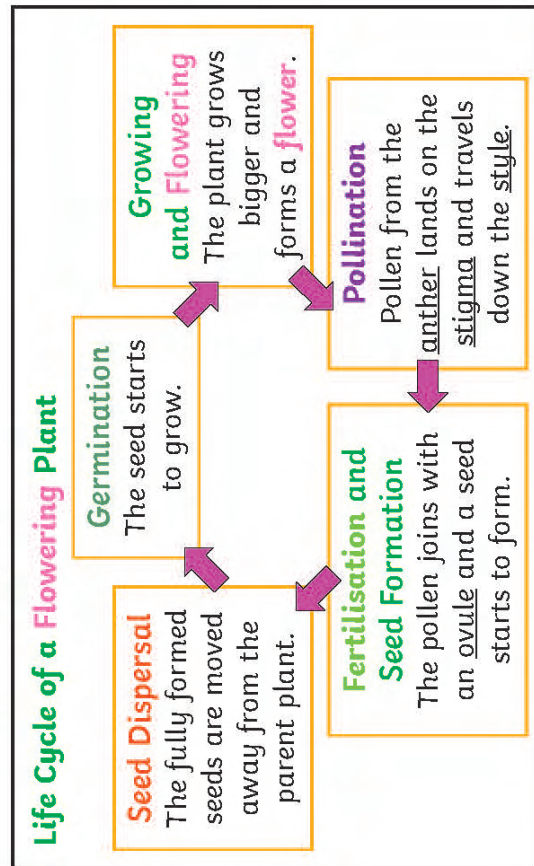 Life Cycle of a Flowering Plant
Germination
The seed starts
to grow.
Growing
and Flowering
The plant grows
bigger and
forms a flower.
Pollination
Pollen from the
anther lands on the
stigma and travels
down the style.
Fertilisation and
Seed Formation
The pollen joins with
an ovule and a seed
starts to form.
Seed Dispersal
The fully formed
seeds are moved
away from the
parent plant.